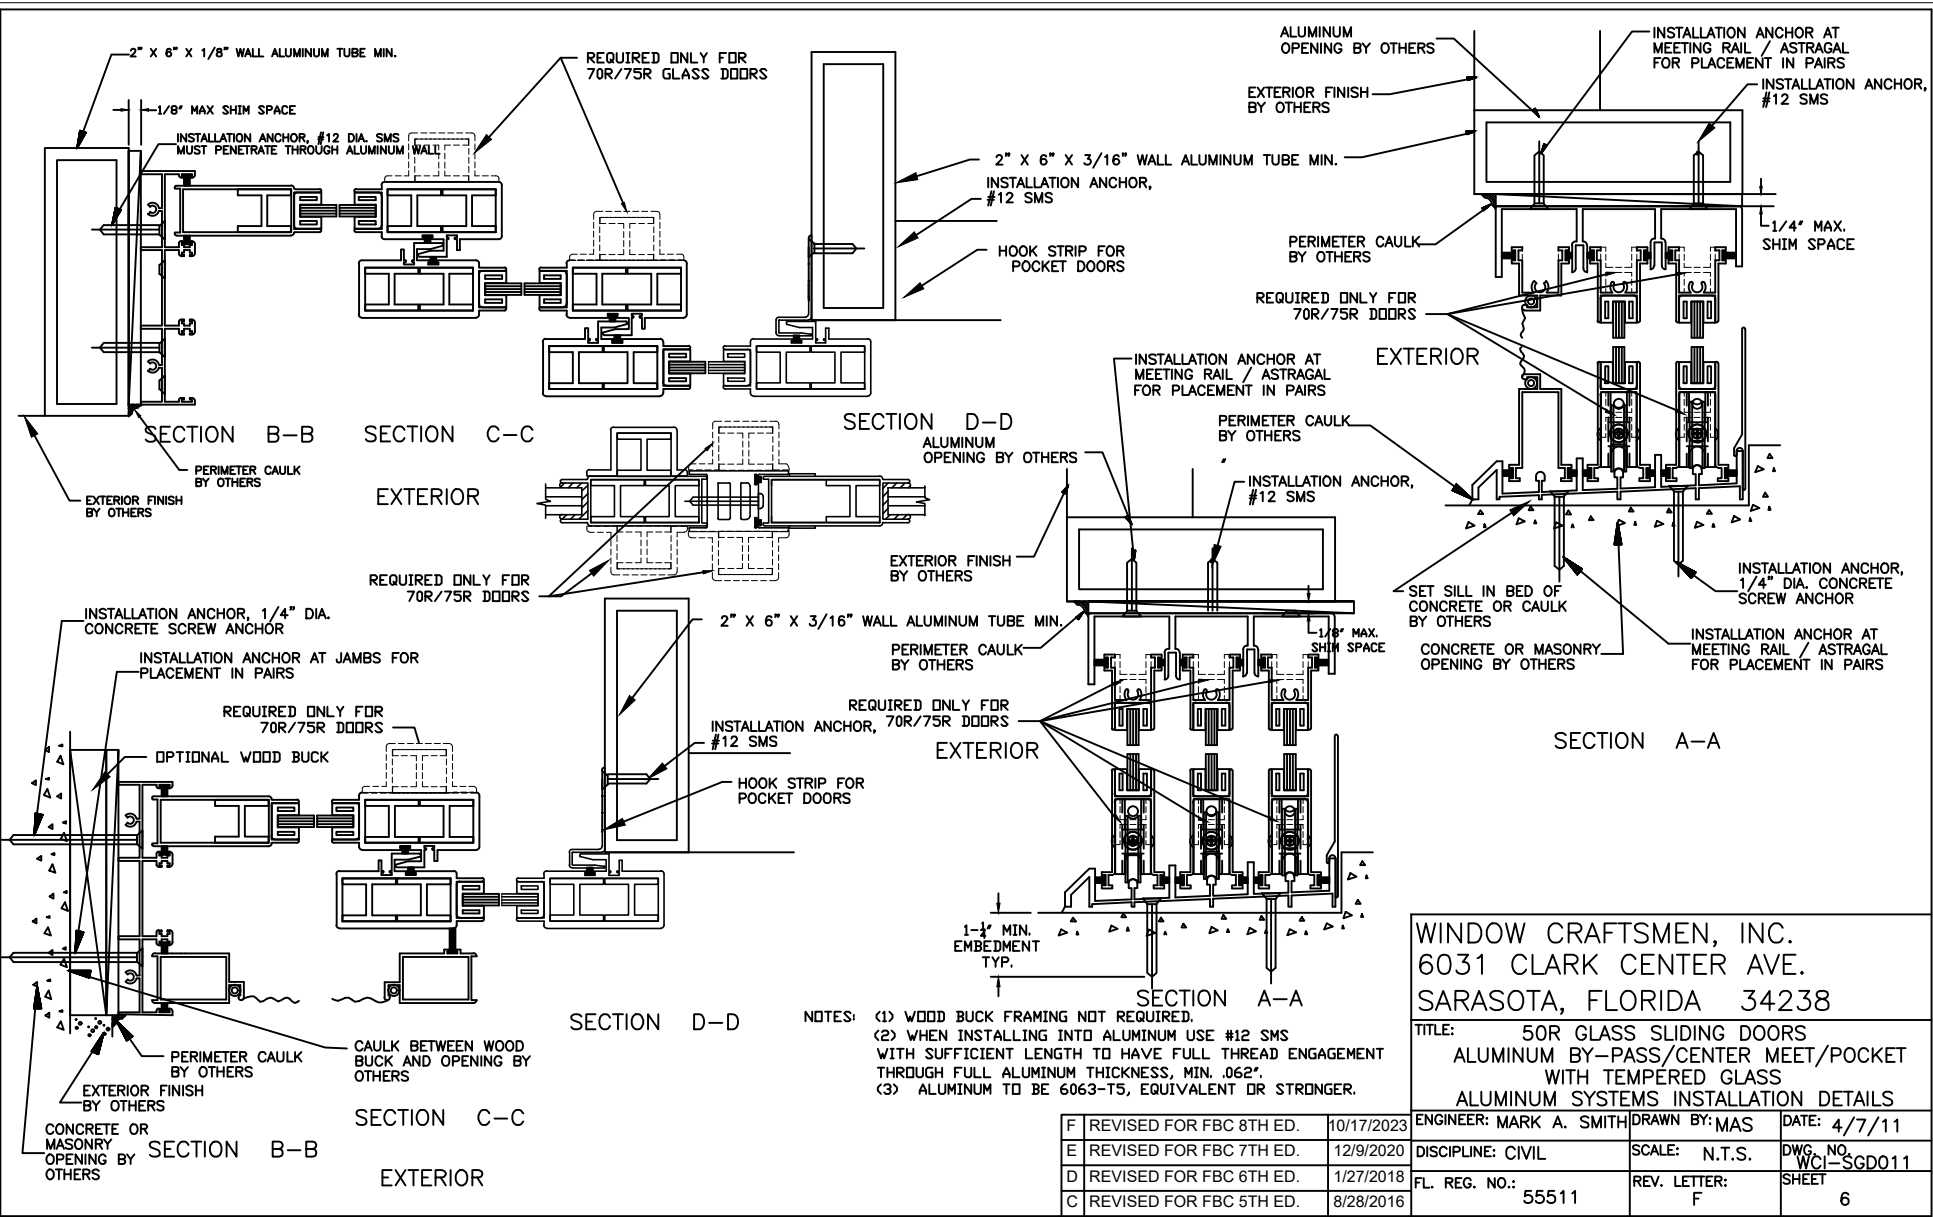 2" X 6" X 1/8" WALL ALUMINUM TUBE MIN.
1/8" MAX SHIM SPACE
INSTALLATION ANCHOR, #12 DIA. SMS
MUST PENETRATE THROUGH ALUMINUM WALL
REQUIRED ONLY FOR
70R/75R GLASS DOORS
2" X 6" X 3/16" WALL ALUMINUM TUBE MIN.
INSTALLATION ANCHOR,
#12 SMS
HOOK STRIP FOR
POCKET DOORS
SECTION B-B
SECTION C-C
SECTION D-D
PERIMETER CAULK
BY OTHERS
EXTERIOR FINISH
BY OTHERS
EXTERIOR
REQUIRED ONLY FOR
70R/75R DOORS
ALUMINUM
OPENING BY OTHERS
EXTERIOR FINISH
BY OTHERS
INSTALLATION ANCHOR AT
MEETING RAIL / ASTRAGAL
FOR PLACEMENT IN PAIRS
INSTALLATION ANCHOR,
#12 SMS
1/4" MAX.
SHIM SPACE
PERIMETER CAULK
BY OTHERS
REQUIRED ONLY FOR
70R/75R DOORS
EXTERIOR
PERIMETER CAULK
BY OTHERS
SET SILL IN BED OF
CONCRETE OR CAULK
BY OTHERS
CONCRETE OR MASONRY
OPENING BY OTHERS
INSTALLATION ANCHOR,
1/4" DIA. CONCRETE
SCREW ANCHOR
INSTALLATION ANCHOR AT
MEETING RAIL / ASTRAGAL
FOR PLACEMENT IN PAIRS
SECTION A-A
INSTALLATION ANCHOR AT
MEETING RAIL / ASTRAGAL
FOR PLACEMENT IN PAIRS
ALUMINUM
OPENING BY OTHERS
INSTALLATION ANCHOR,
#12 SMS
EXTERIOR FINISH
BY OTHERS
1/8" MAX.
SHIM SPACE
PERIMETER CAULK
BY OTHERS
REQUIRED ONLY FOR
70R/75R DOORS
EXTERIOR
1-1/4" MIN.
EMBEDMENT
TYP.
SECTION A-A
INSTALLATION ANCHOR, 1/4" DIA.
CONCRETE SCREW ANCHOR
INSTALLATION ANCHOR AT JAMBS FOR
PLACEMENT IN PAIRS
REQUIRED ONLY FOR
70R/75R DOORS
OPTIONAL WOOD BUCK
2" X 6" X 3/16" WALL ALUMINUM TUBE MIN.
INSTALLATION ANCHOR,
#12 SMS
HOOK STRIP FOR
POCKET DOORS
SECTION D-D
PERIMETER CAULK
BY OTHERS
CAULK BETWEEN WOOD
BUCK AND OPENING BY
OTHERS
EXTERIOR FINISH
BY OTHERS
SECTION C-C
CONCRETE OR
MASONRY
OPENING BY
OTHERS
SECTION B-B
EXTERIOR
NOTES: (1) WOOD BUCK FRAMING NOT REQUIRED.
(2) WHEN INSTALLING INTO ALUMINUM USE #12 SMS
WITH SUFFICIENT LENGTH TO HAVE FULL THREAD ENGAGEMENT
THROUGH FULL ALUMINUM THICKNESS, MIN. .062".
(3) ALUMINUM TO BE 6063-T5, EQUIVALENT OR STRONGER.
F REVISED FOR FBC 8TH ED. 10/17/2023
E REVISED FOR FBC 7TH ED. 12/9/2020
D REVISED FOR FBC 6TH ED. 1/27/2018
C REVISED FOR FBC 5TH ED. 8/28/2016
WINDOW CRAFTSMEN, INC.
6031 CLARK CENTER AVE.
SARASOTA, FLORIDA 34238
TITLE: 50R GLASS SLIDING DOORS
ALUMINUM BY-PASS/CENTER MEET/POCKET
WITH TEMPERED GLASS
ALUMINUM SYSTEMS INSTALLATION DETAILS
ENGINEER: MARK A. SMITH DRAWN BY: MAS DATE: 4/7/11
DISCIPLINE: CIVIL SCALE: N.T.S. DWG. NO. WCI-SGD011
FL. REG. NO.: 55511 REV. LETTER: F SHEET 6